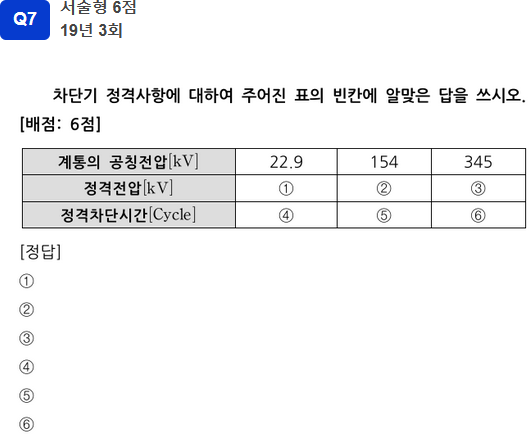 Q7
서술형 6점
19년 3회
차단기 정격사항에 대하여 주어진 표의 빈칸에 알맞은 답을 쓰시오.
[배점: 6점]
계통의 공칭전압[kV] 22.9 154 345
정격전압[kV] ① ② ③
정격차단시간[Cycle] ④ ⑤ ⑥
[정답]
①
②
③
④
⑤
⑥